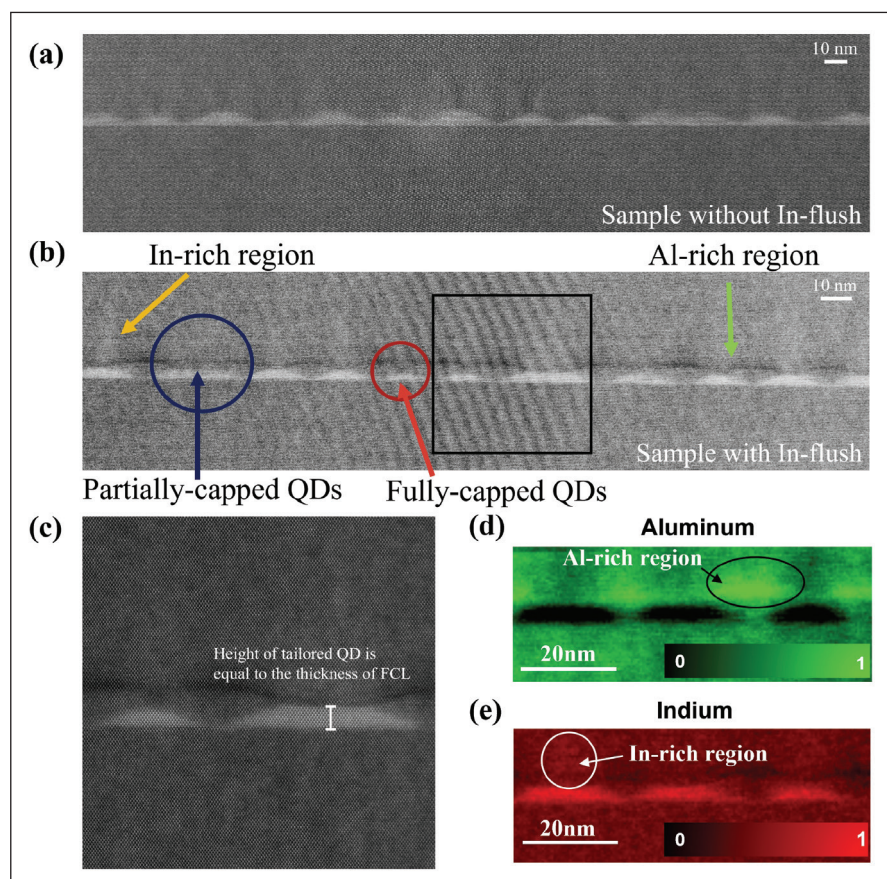 (a)
10 nm
Sample without In-flush
(b)
In-rich region
Al-rich region
10 nm
Sample with In-flush
Partially-capped QDs
Fully-capped QDs
(c)
Height of tailored QD is
equal to the thickness of FCL
(d)
Aluminum
Al-rich region
20nm
0
1
(e)
Indium
In-rich region
20nm
0
1